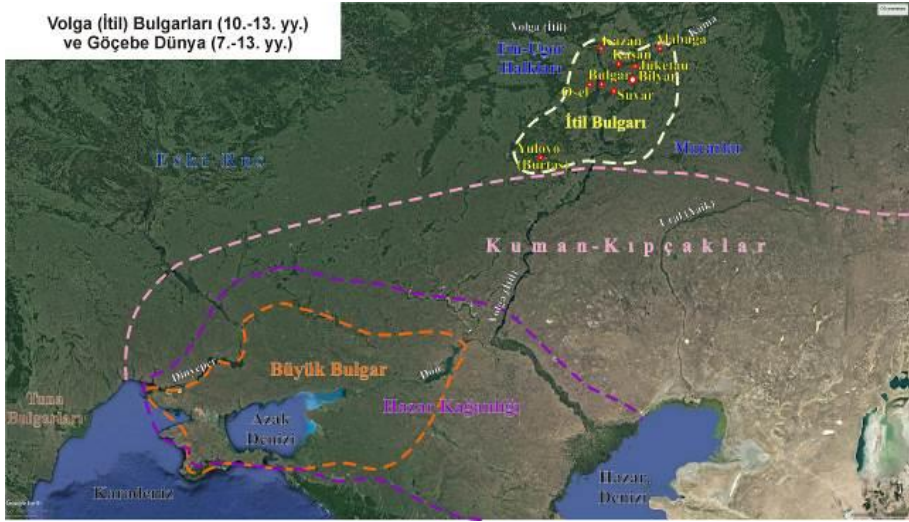 Volga (İtil) Bulgarları (10.-13. yy.)
ve Göçebe Dünya (7.-13. yy.)
Volga (İtil)
Kama
Kazan
Alabuga
Fin-Ugor
Halkları
Kaşan
Juketau
Bulgar
Bilyar
Oşel
Suvar
İtil Bulgarı
Yulovo
(Burtas)
Macarlar
Eski Rus
Ural (Yaik)
Kuman-Kıpçaklar
Volga (İtil)
Dinyeper
Büyük Bulgar
Don
Tuna
Bulgarları
Azak
Denizi
Hazar Kağanlığı
Karadeniz
Hazar
Denizi